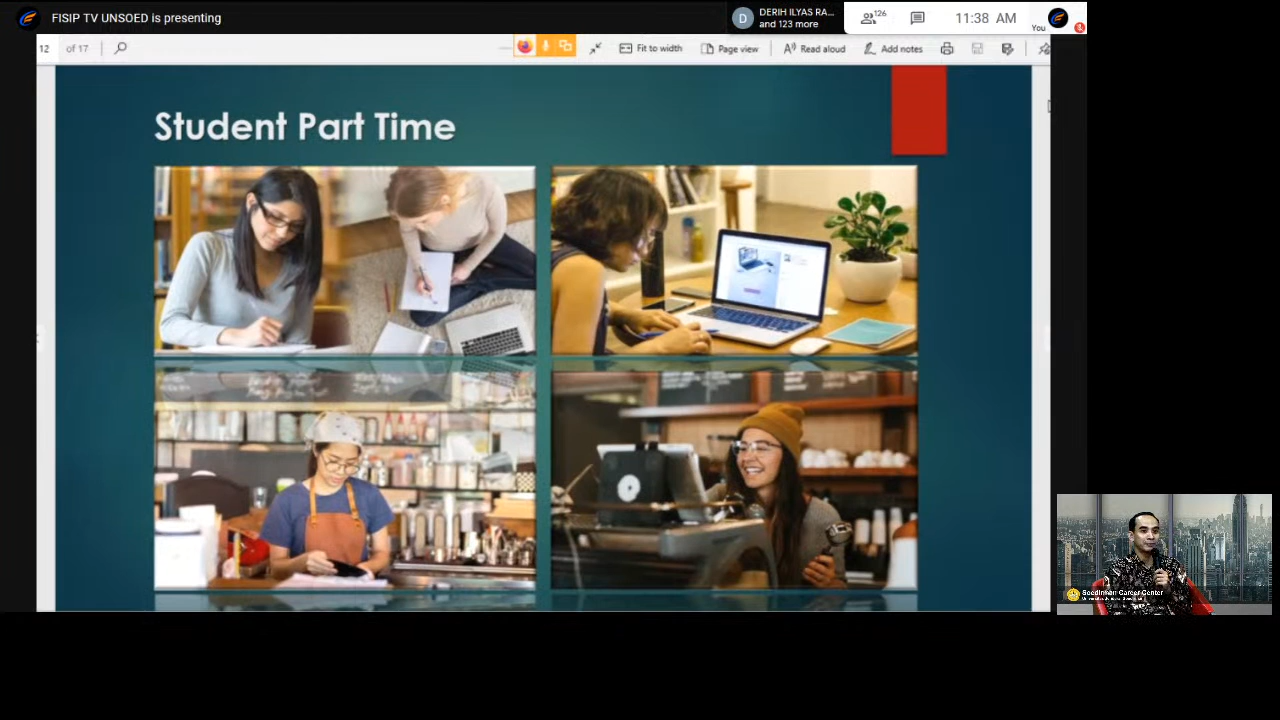 FISIP TV UNSOED is presenting
D
DERIH ILYAS RA...
and 123 more
126
11:38 AM
You
12 of 17
Fit to width
Page view
Read aloud
Add notes
Student Part Time
Soedirman Career Center